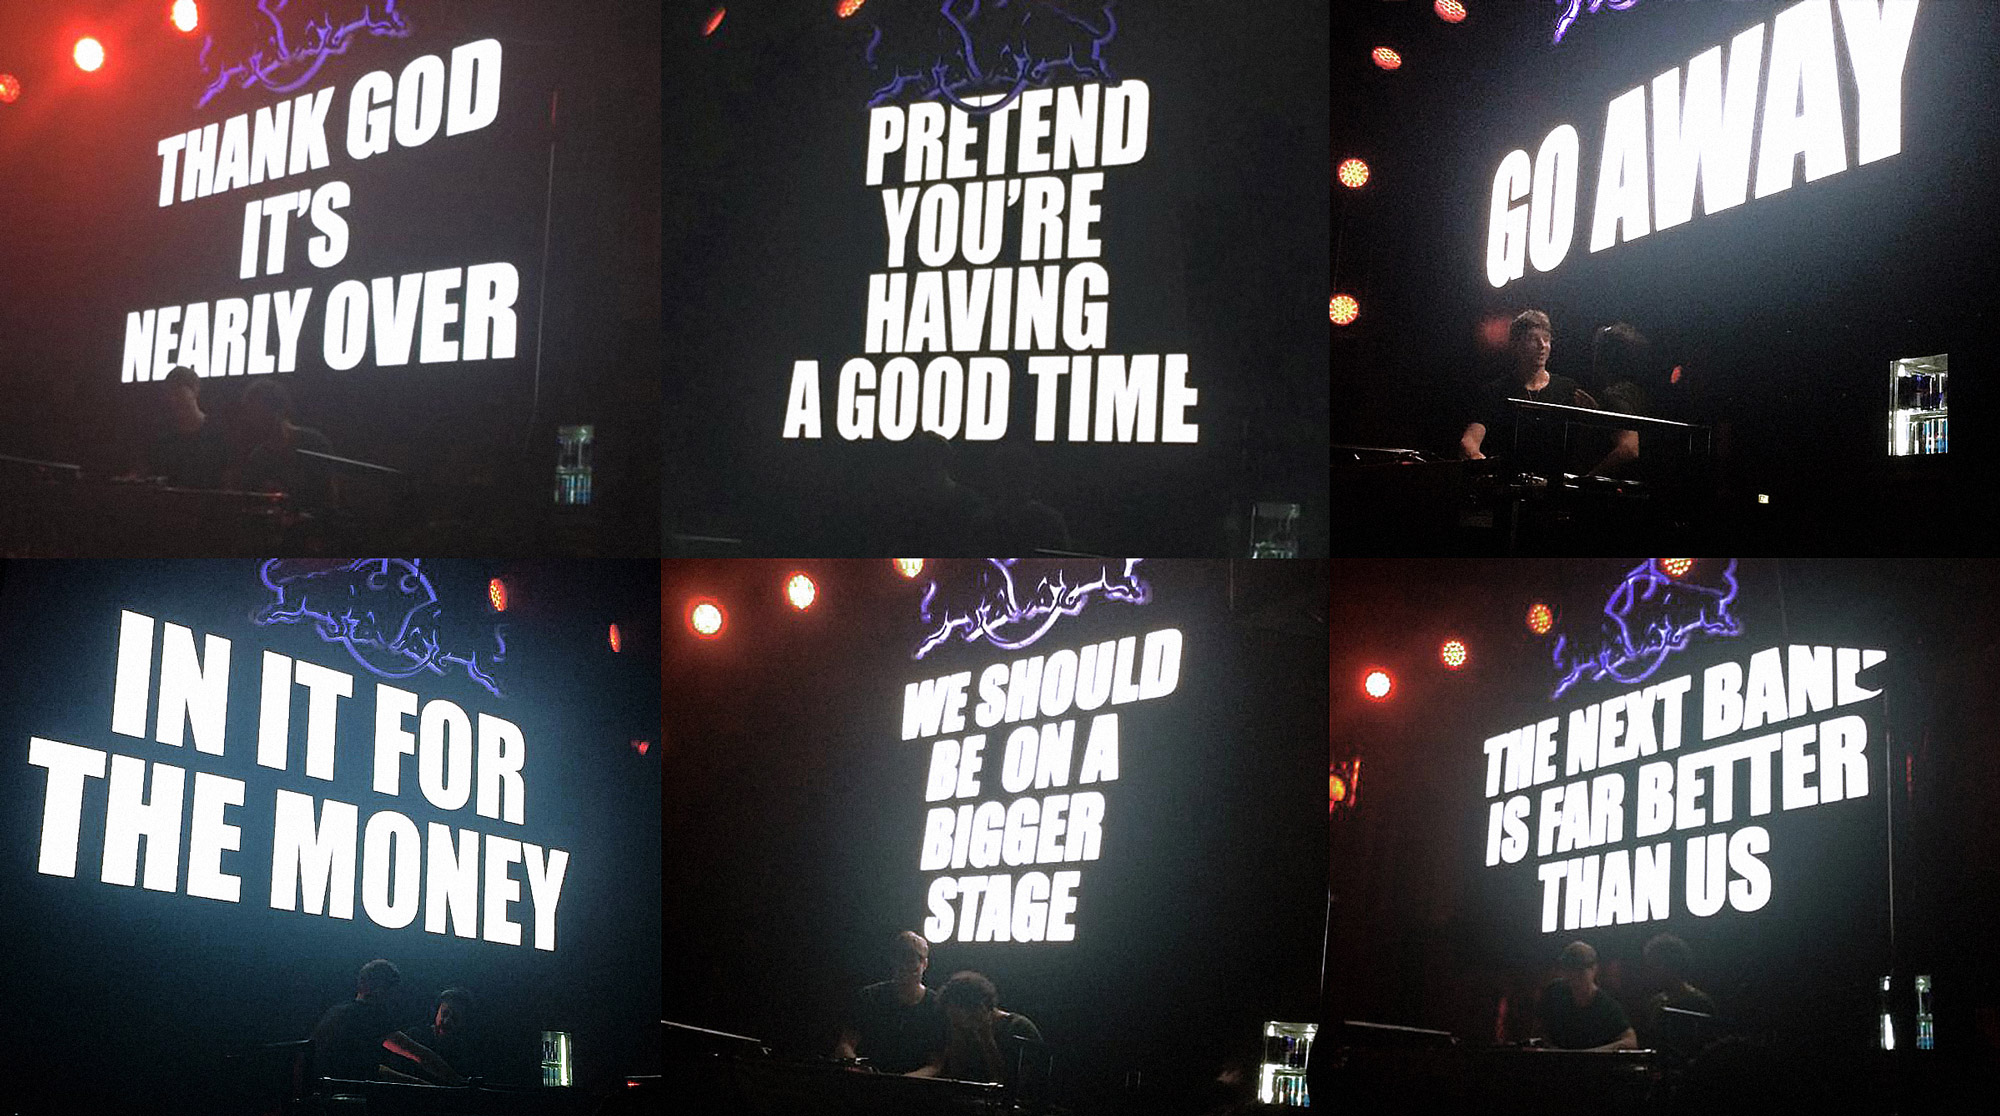 THANK GOD
IT'S
NEARLY OVER
PRETEND
YOU'RE
HAVING
A GOOD TIME
GO AWAY
IN IT FOR
THE MONEY
WE SHOULD
BE ON A
BIGGER
STAGE
THE NEXT BAND
IS FAR BETTER
THAN US